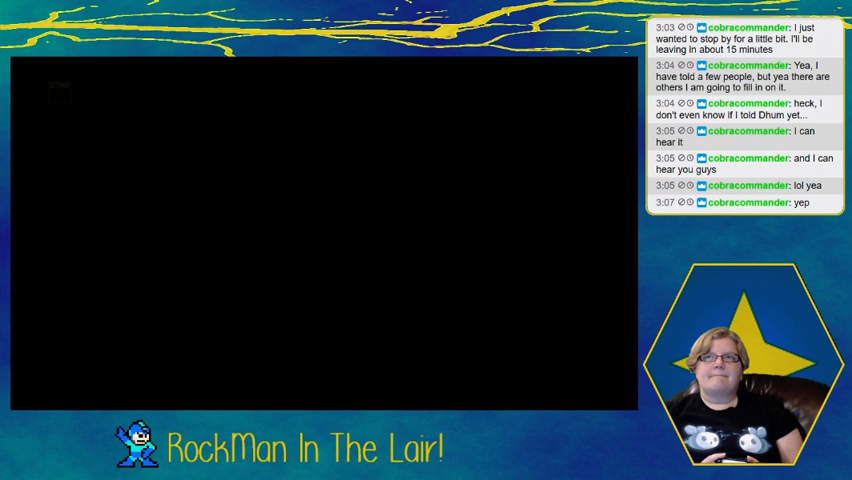 3:03 cobracommander: I just
wanted to stop by for a little bit. I'll be
leaving in about 15 minutes
3:04 cobracommander: Yea, I
have told a few people, but yea there are
others I am going to fill in on it.
3:04 cobracommander: heck, I
don't even know if I told Dhum yet...
3:05 cobracommander: I can
hear it
3:05 cobracommander: and I can
hear you guys
3:05 cobracommander: lol yea
3:07 cobracommander: yep
RockMan In The Lair!